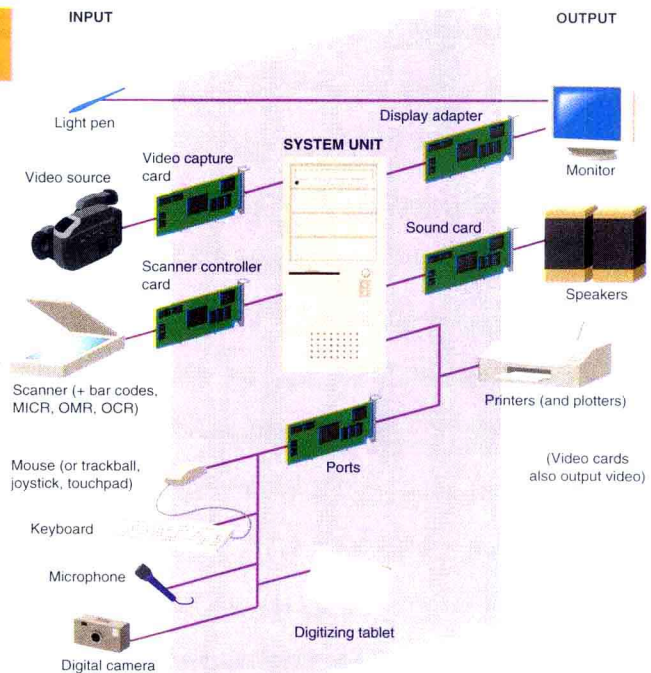 INPUT
OUTPUT
Light pen
Display adapter
SYSTEM UNIT
Monitor
Video capture
card
Video source
Sound card
Scanner controller
card
Speakers
Scanner (+ bar codes,
MICR, OMR, OCR)
Printers (and plotters)
Mouse (or trackball,
joystick, touchpad)
Ports
(Video cards
also output video)
Keyboard
Microphone
Digitizing tablet
Digital camera